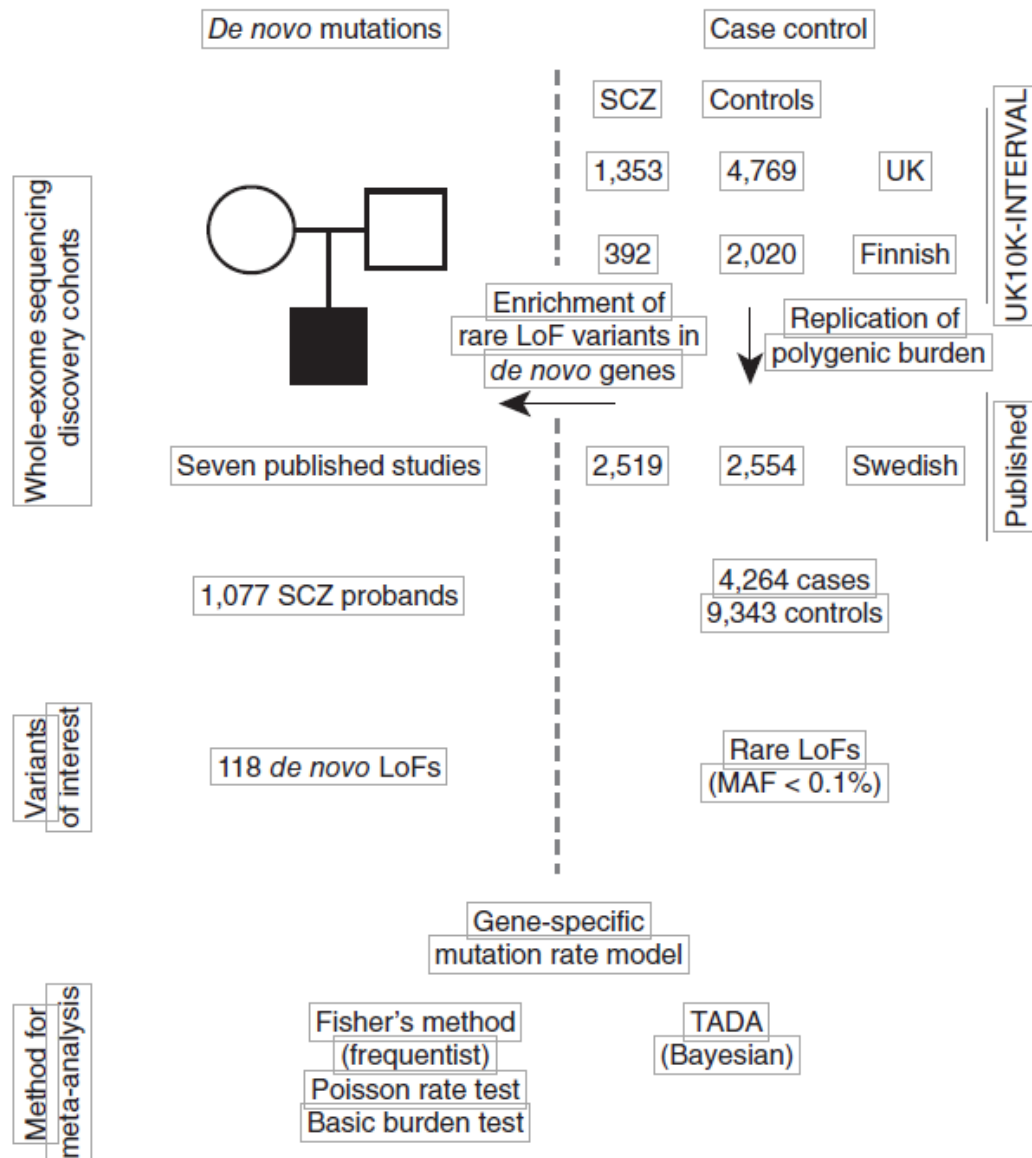 De novo mutations
Case control
SCZ
Controls
1,353
4,769
UK
392
2,020
Finnish
UK10K-INTERVAL
Whole-exome sequencing
discovery cohorts
Enrichment of
rare LoF variants in
de novo genes
Replication of
polygenic burden
Seven published studies
2,519
2,554
Swedish
Published
1,077 SCZ probands
4,264 cases
9,343 controls
Variants
of interest
118 de novo LoFs
Rare LoFs
(MAF < 0.1%)
Gene-specific
mutation rate model
Method for
meta-analysis
Fisher's method
(frequentist)
Poisson rate test
Basic burden test
TADA
(Bayesian)